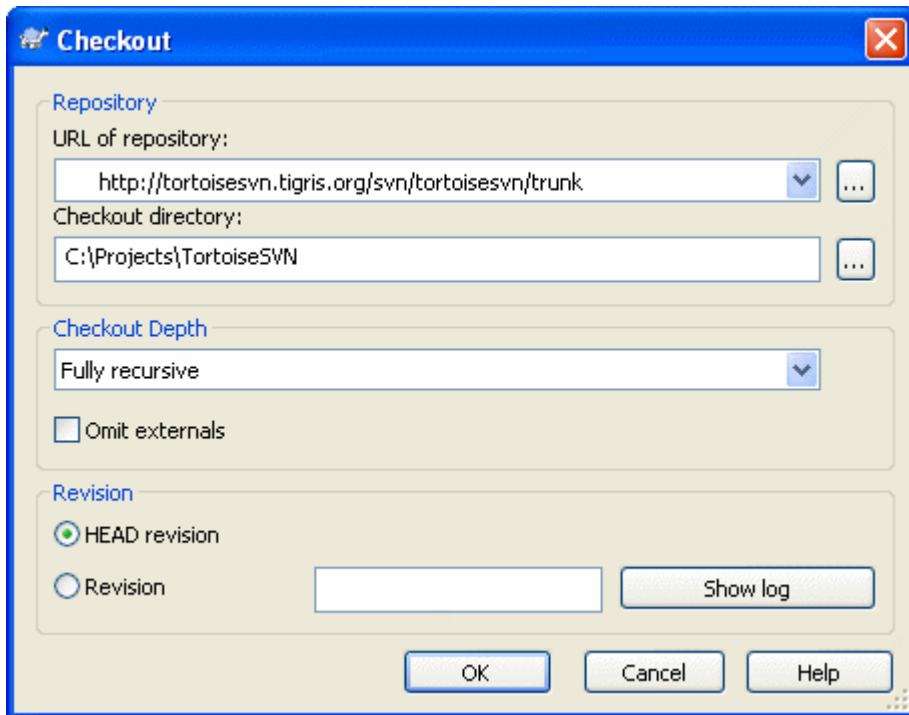 Checkout
Repository
URL of repository:
http://tortoisesvn.tigris.org/svn/tortoisesvn/trunk
...
Checkout directory:
C:\Projects\TortoiseSVN
...
Checkout Depth
Fully recursive
Omit externals
Revision
HEAD revision
Revision
Show log
OK
Cancel
Help